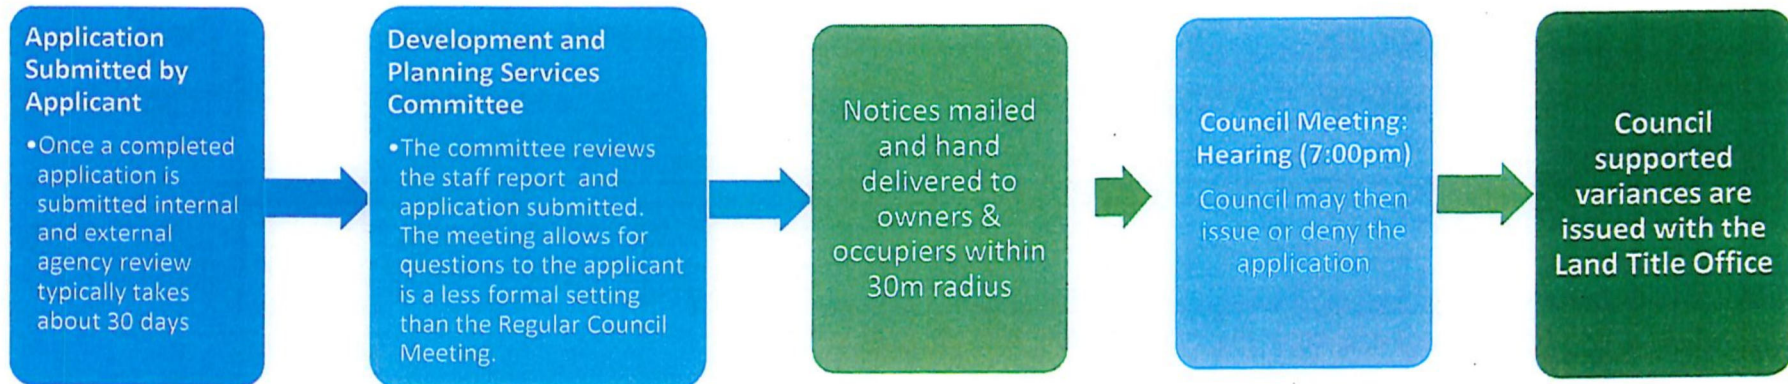 Application
Submitted by
Applicant
•Once a completed
application is
submitted internal
and external
agency review
typically takes
about 30 days
Development and
Planning Services
Committee
•The committee reviews
the staff report and
application submitted.
The meeting allows for
questions to the applicant
is a less formal setting
than the Regular Council
Meeting.
Notices mailed
and hand
delivered to
owners &
occupiers within
30m radius
Council Meeting:
Hearing (7:00pm)
Council may then
issue or deny the
application
Council
supported
variances are
issued with the
Land Title Office